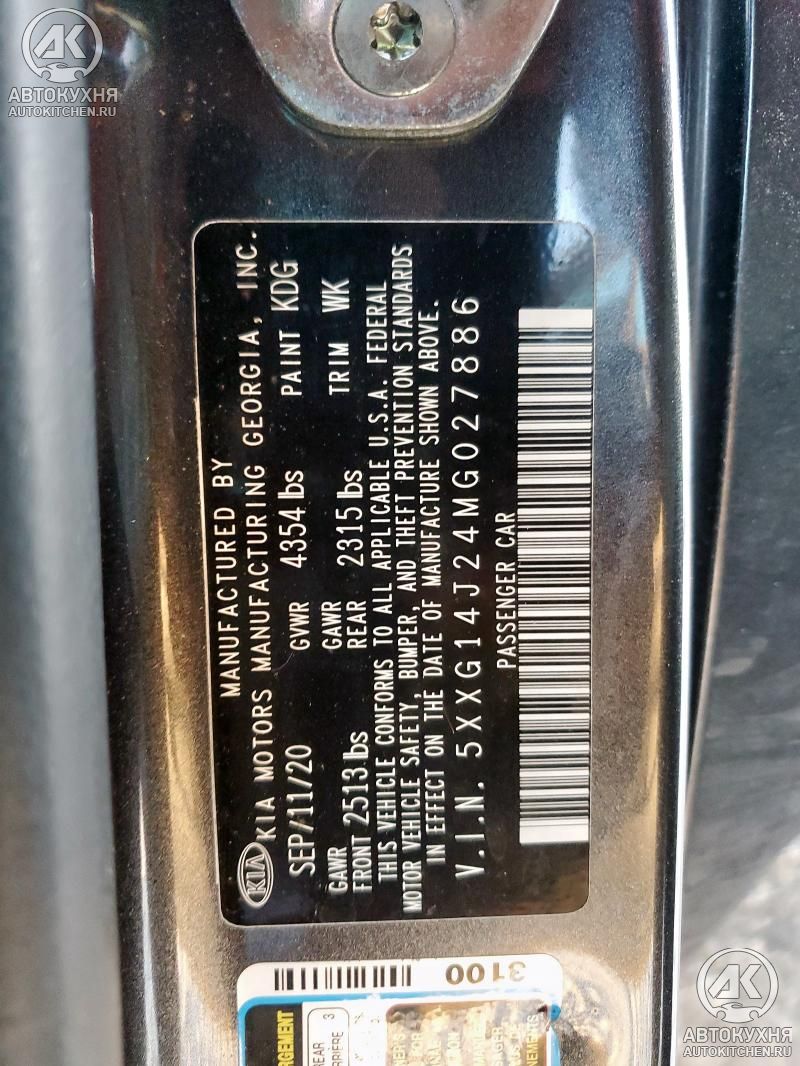 АВТОКУХНЯ
AUTOKITCHEN.RU
MANUFACTURED BY
KIA KIA MOTORS MANUFACTURING GEORGIA, INC.
SEP/11/20 GVWR 4354 lbs PAINT KDG
GAWR FRONT 2513 lbs GAWR REAR 2315 lbs TRIM WK
THIS VEHICLE CONFORMS TO ALL APPLICABLE U.S.A. FEDERAL
MOTOR VEHICLE SAFETY, BUMPER, AND THEFT PREVENTION STANDARDS
IN EFFECT ON THE DATE OF MANUFACTURE SHOWN ABOVE.
V.I.N. 5XXG14J24MG027886
PASSENGER CAR
3100
REAR 3
АВТОКУХНЯ
AUTOKITCHEN.RU